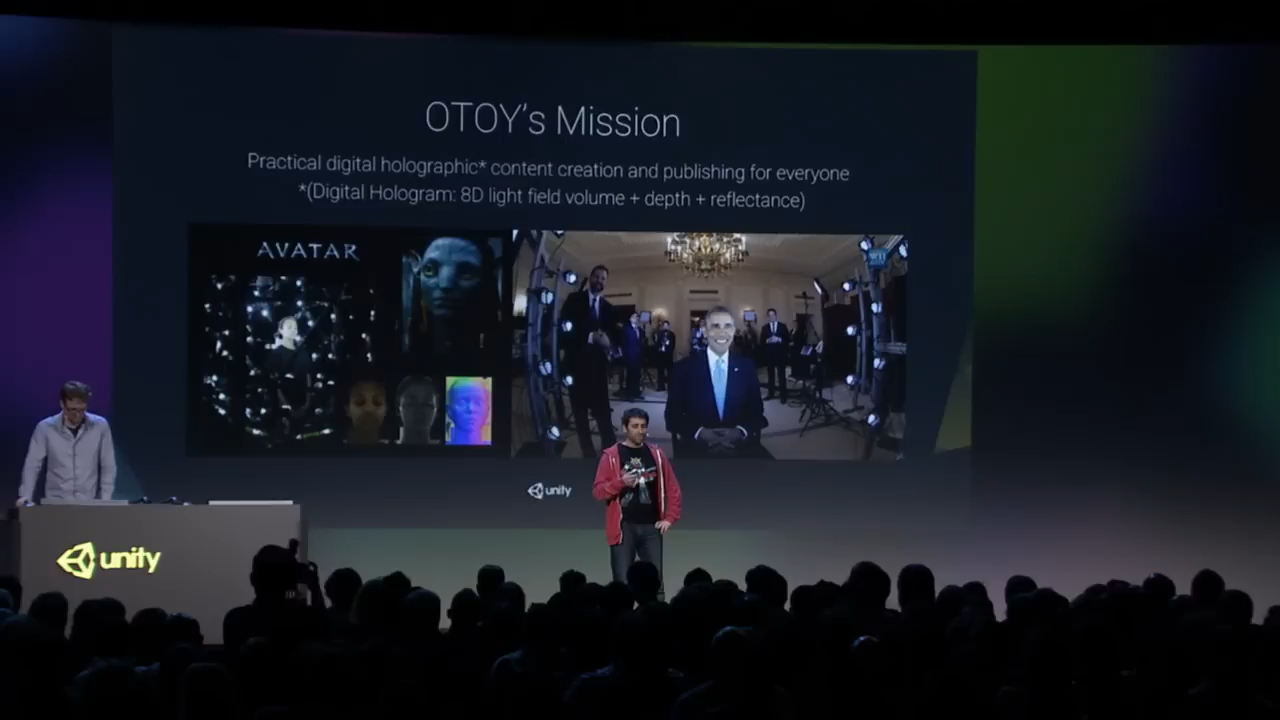 OTOY's Mission
Practical digital holographic* content creation and publishing for everyone
*(Digital Hologram: 8D light field volume + depth + reflectance)
AVATAR
unity
unity